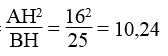 = AH²/BH = 16²/25 = 10,24